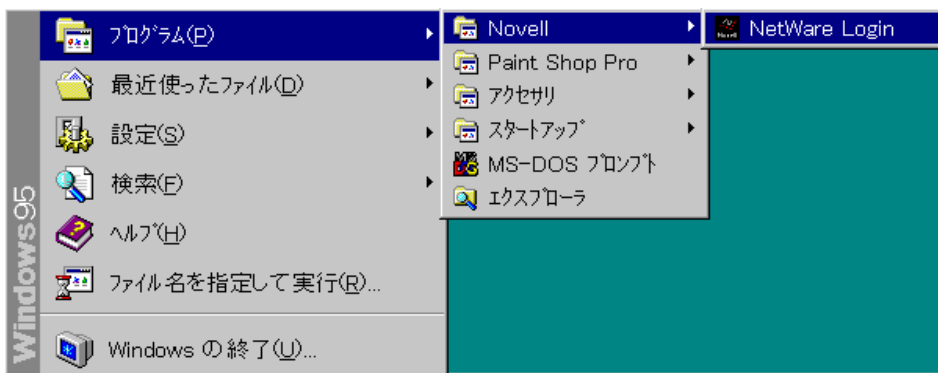 プログラム(P)
最近使ったファイル(D)
設定(S)
検索(F)
ヘルプ(H)
ファイル名を指定して実行(R)...
Windows の終了(U)...
Windows95
Novell
Paint Shop Pro
アクセサリ
スタートアップ
MS-DOS プロンプト
エクスプローラ
NetWare Login